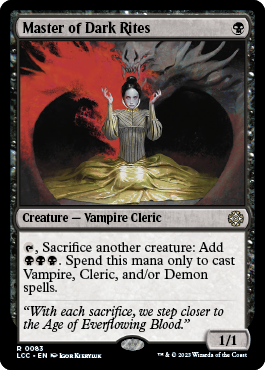 Master of Dark Rites
Creature — Vampire Cleric
, Sacrifice another creature: Add
. Spend this mana only to cast
Vampire, Cleric, and/or Demon
spells.
“With each sacrifice, we step closer to
the Age of Everflowing Blood.”
1/1
R 0083
LCC • EN Igor Kieryluk
™ & © 2023 Wizards of the Coast